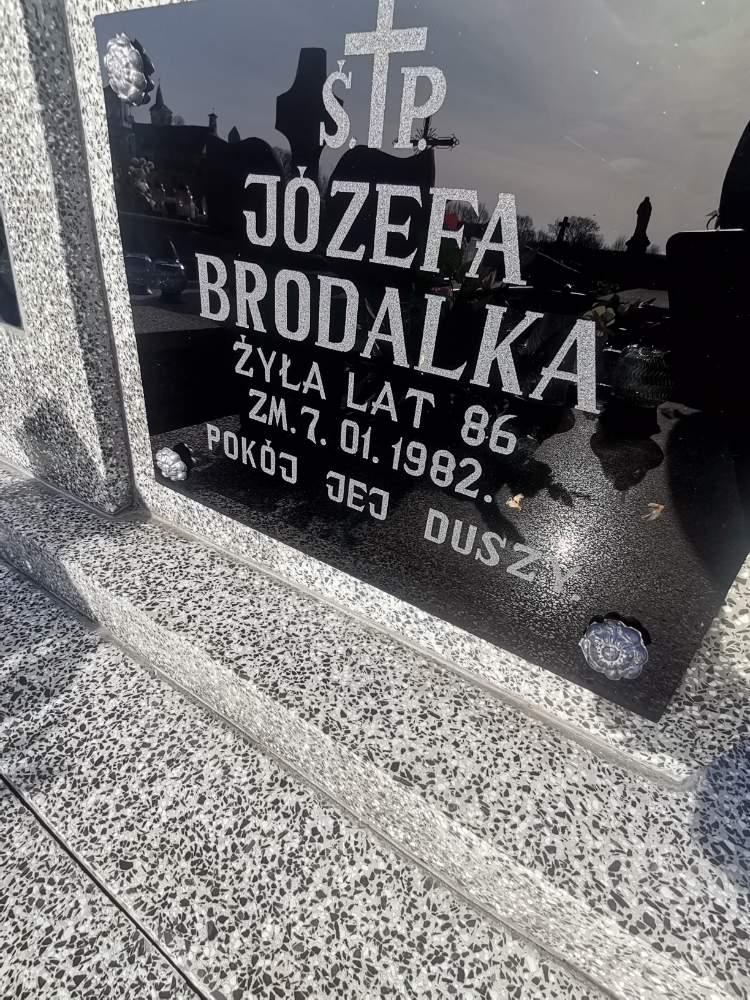 Ś. P.
JÓZEFA
BRODALKA
ŻYŁA LAT 86
ZM. 7. 01. 1982.
POKÓJ JEJ DUSZY.